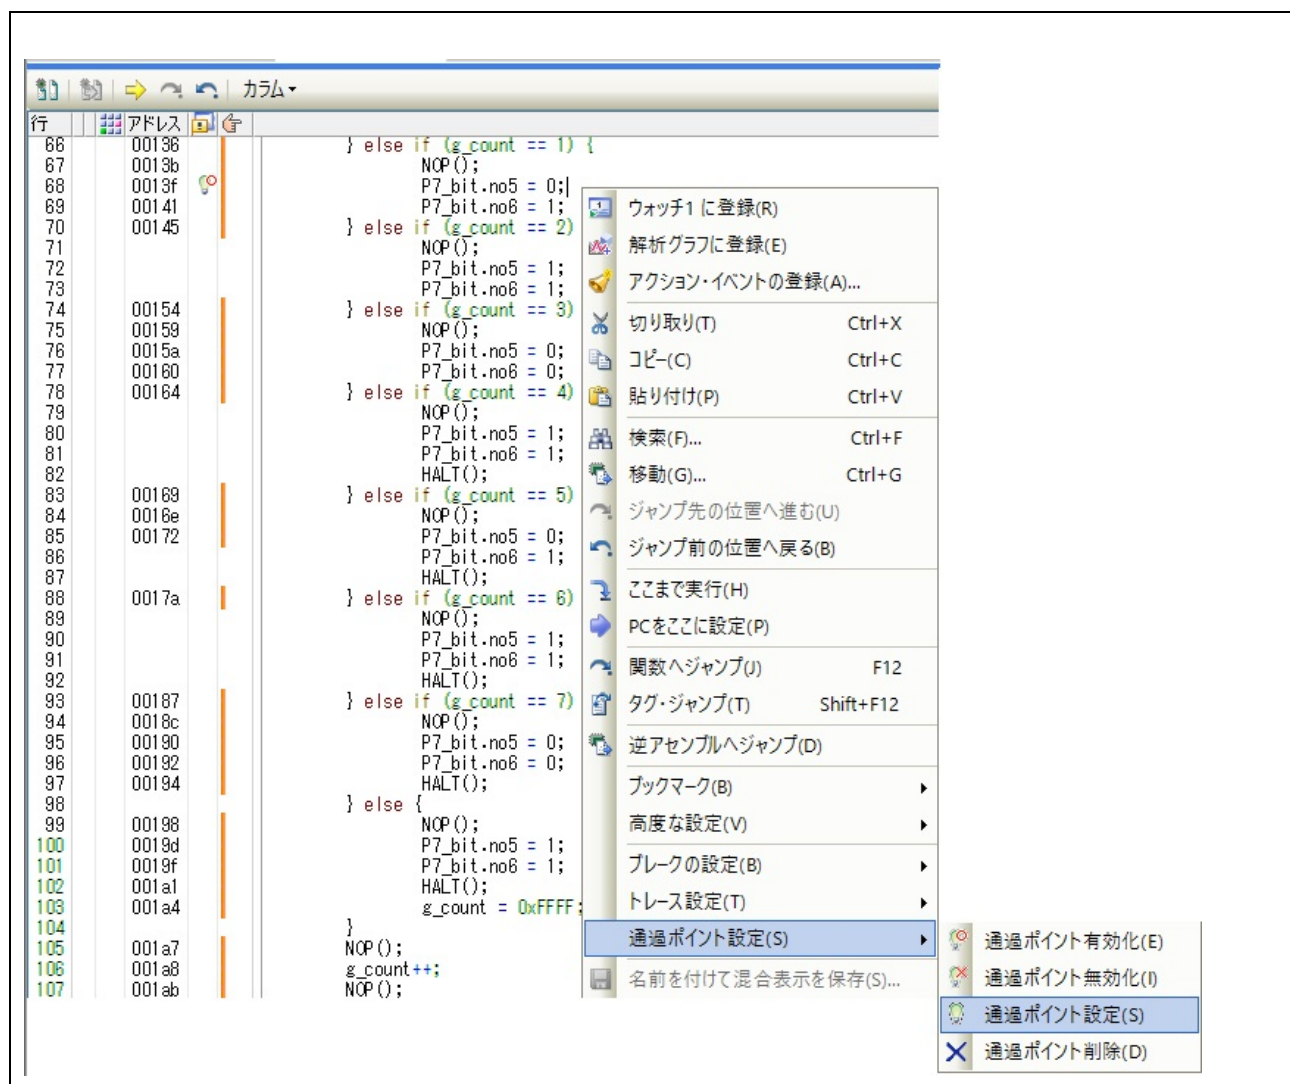 カラム
行 アドレス
66 00136 } else if (g_count == 1) {
67 0013b NOP();
68 0013f P7_bit.no5 = 0;
69 00141 P7_bit.no6 = 1;
70 00145 } else if (g_count == 2)
71 NOP();
72 P7_bit.no5 = 1;
73 P7_bit.no6 = 1;
74 00154 } else if (g_count == 3)
75 00159 NOP();
76 0015a P7_bit.no5 = 0;
77 00160 P7_bit.no6 = 0;
78 00164 } else if (g_count == 4)
79 NOP();
80 P7_bit.no5 = 1;
81 P7_bit.no6 = 1;
82 HALT();
83 00169 } else if (g_count == 5)
84 0016e NOP();
85 00172 P7_bit.no5 = 0;
86 P7_bit.no6 = 1;
87 HALT();
88 0017a } else if (g_count == 6)
89 NOP();
90 P7_bit.no5 = 1;
91 P7_bit.no6 = 1;
92 HALT();
93 00187 } else if (g_count == 7)
94 0018c NOP();
95 00190 P7_bit.no5 = 0;
96 00192 P7_bit.no6 = 0;
97 00194 HALT();
98 } else {
99 00198 NOP();
100 0019d P7_bit.no5 = 1;
101 0019f P7_bit.no6 = 1;
102 001a1 HALT();
103 001a4 g_count = 0xFFFF;
104 }
105 001a7 NOP();
106 001a8 g_count++;
107 001ab NOP();
ウォッチ1 に登録(R)
解析グラフに登録(E)
アクション・イベントの登録(A)...
切り取り(T) Ctrl+X
コピー(C) Ctrl+C
貼り付け(P) Ctrl+V
検索(F)... Ctrl+F
移動(G)... Ctrl+G
ジャンプ先の位置へ進む(U)
ジャンプ前の位置へ戻る(B)
ここまで実行(H)
PCをここに設定(P)
関数へジャンプ(J) F12
タグ・ジャンプ(T) Shift+F12
逆アセンブルへジャンプ(D)
ブックマーク(B)
高度な設定(V)
ブレークの設定(B)
トレース設定(T)
通過ポイント設定(S)
名前を付けて混合表示を保存(S)...
通過ポイント有効化(E)
通過ポイント無効化(I)
通過ポイント設定(S)
通過ポイント削除(D)